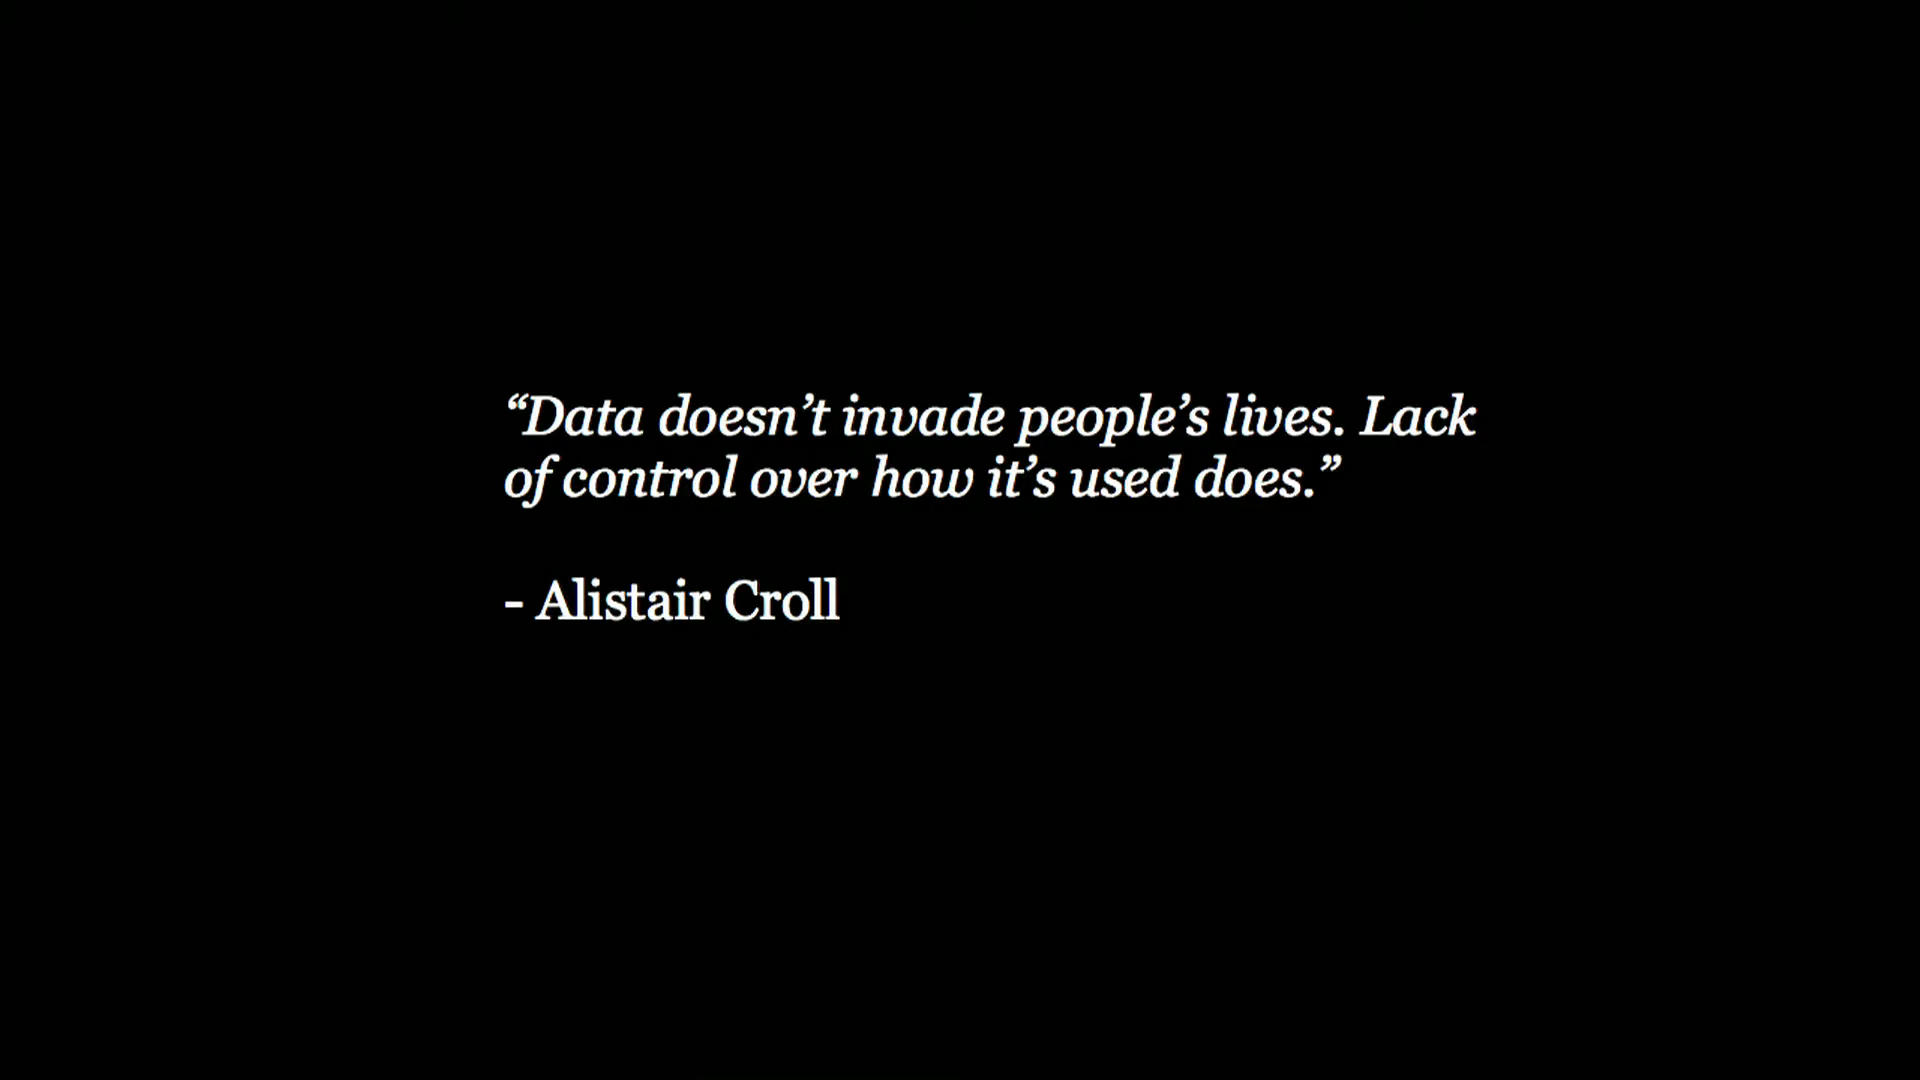 “Data doesn’t invade people’s lives. Lack
of control over how it’s used does.”
- Alistair Croll